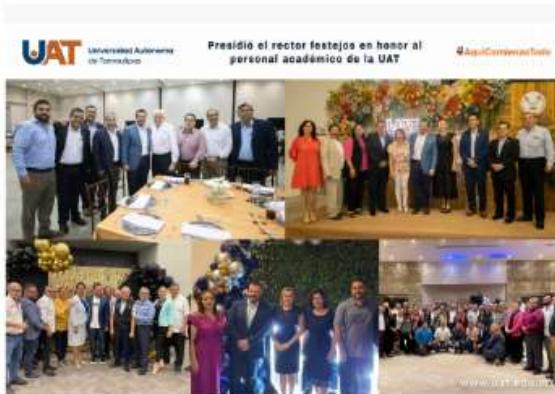 UAT
Universidad Autónoma
de Tamaulipas
Presidió el rector festejos en honor al
personal académico de la UAT
#AquíComienzaTodo
UAT
www.uat.edu.mx